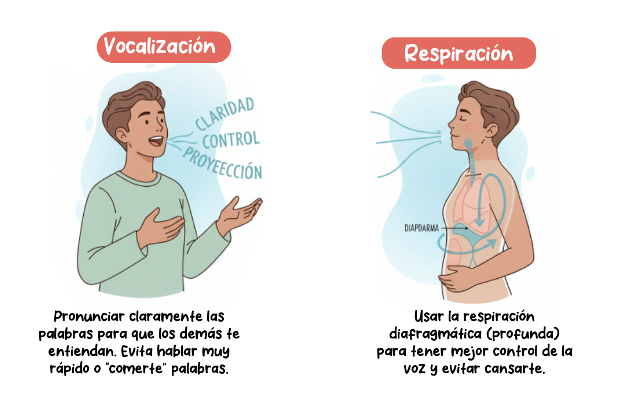 Vocalización
CLARIDAD
CONTROL
PROYEECCIÓN
Pronunciar claramente las
palabras para que los demás te
entiendan. Evita hablar muy
rápido o "comerte" palabras.
Respiración
DIAPDARMA
Usar la respiración
diafragmática (profunda)
para tener mejor control de la
voz y evitar cansarte.